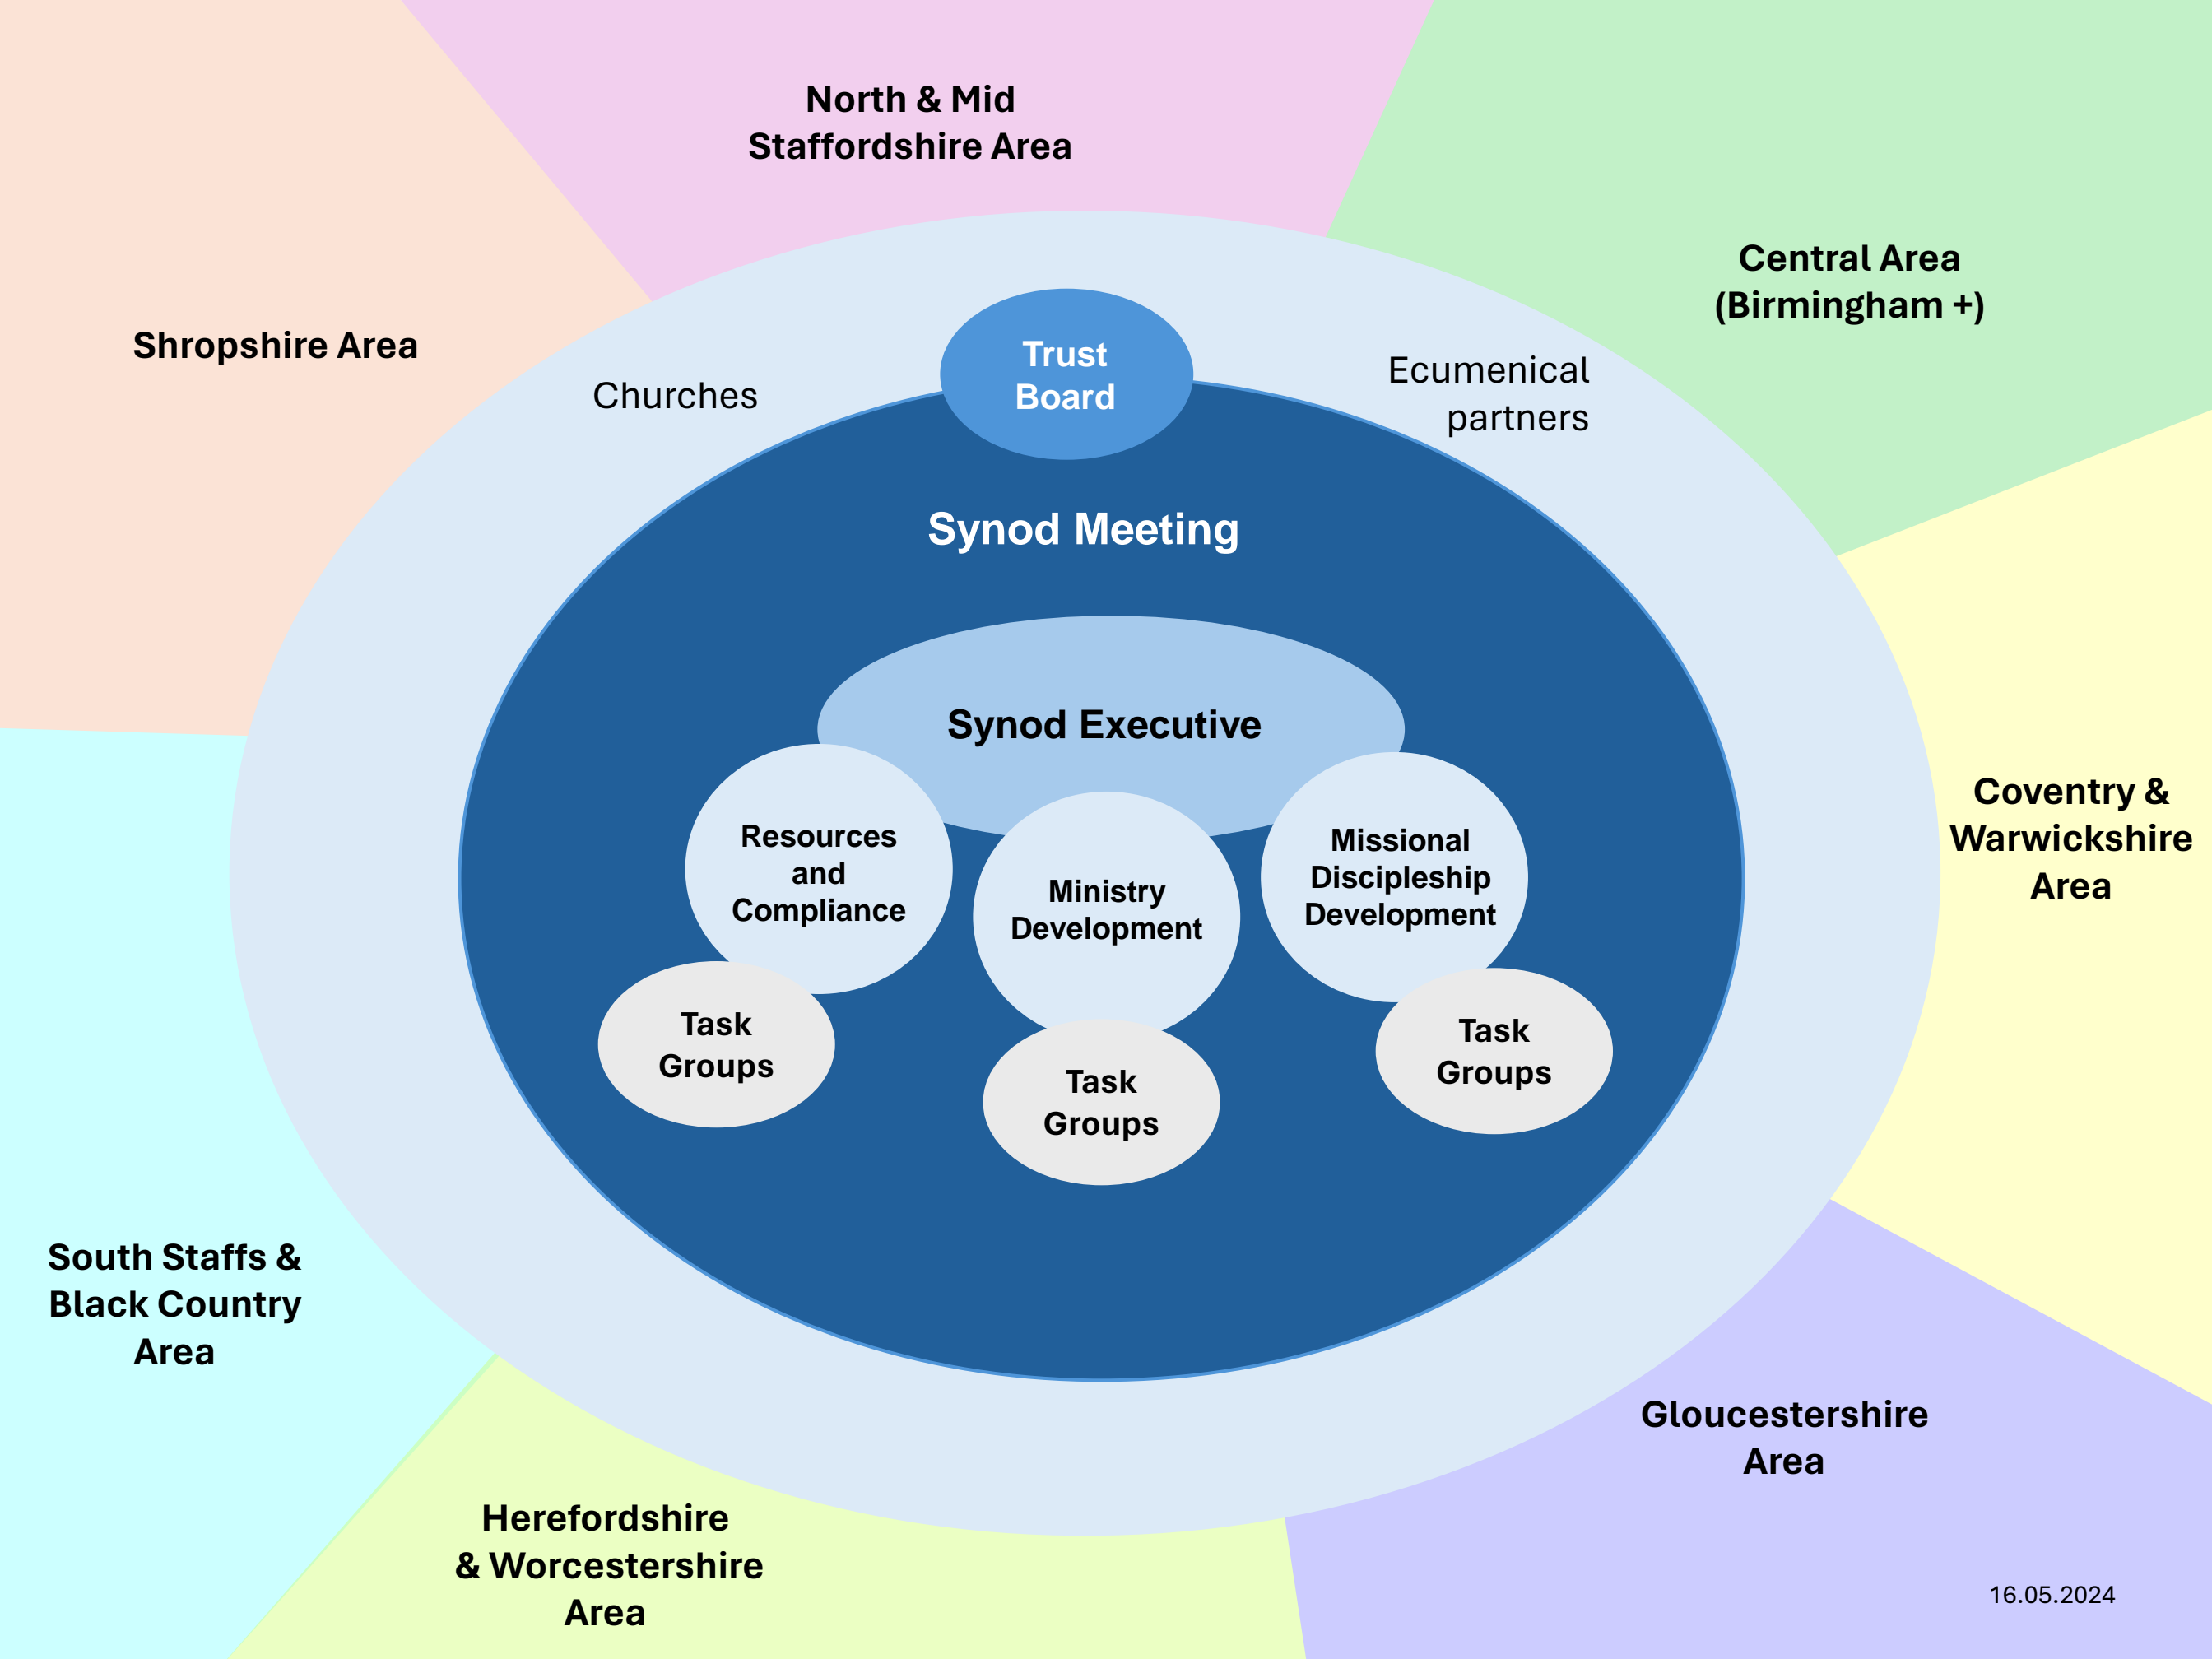 North & Mid
Staffordshire Area
Central Area
(Birmingham +)
Shropshire Area
Churches
Trust
Board
Ecumenical
partners
Synod Meeting
Synod Executive
Resources
and
Compliance
Ministry
Development
Missional
Discipleship
Development
Coventry &
Warwickshire
Area
Task
Groups
Task
Groups
Task
Groups
South Staffs &
Black Country
Area
Gloucestershire
Area
Herefordshire
& Worcestershire
Area
16.05.2024